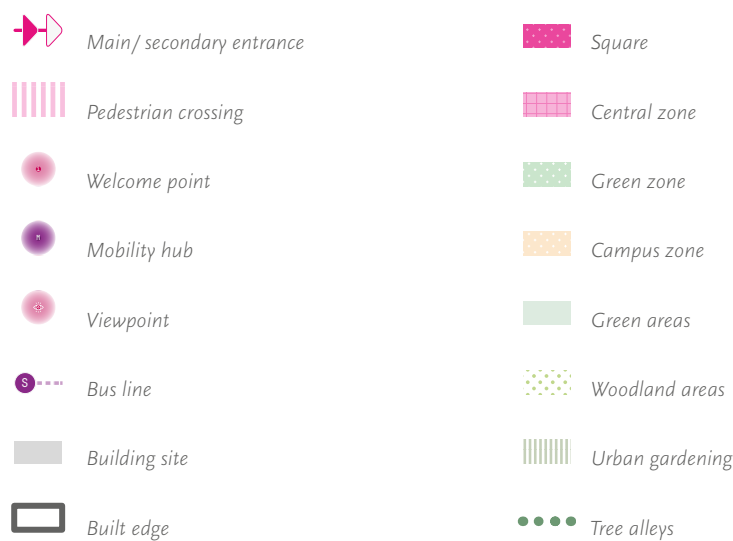 Main/ secondary entrance
Pedestrian crossing
Welcome point
Mobility hub
Viewpoint
S
Bus line
Building site
Built edge
Square
Central zone
Green zone
Campus zone
Green areas
Woodland areas
Urban gardening
Tree alleys